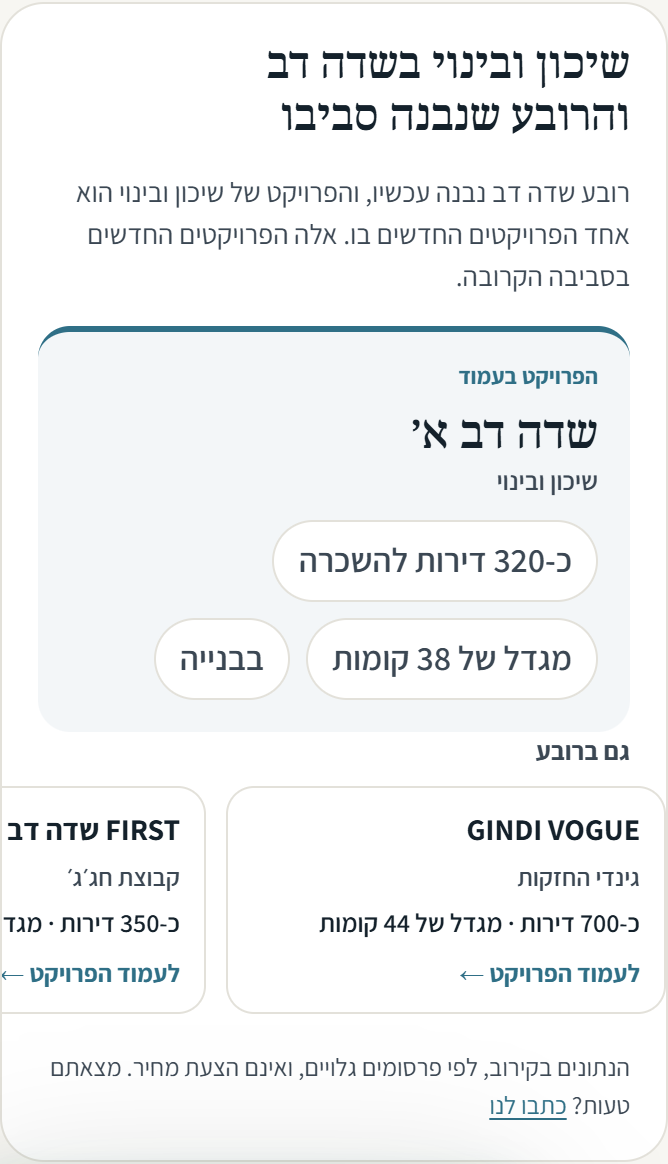 שיכון ובינוי בשדה דב
והרובע שנבנה סביבו
רובע שדה דב נבנה עכשיו, והפרויקט של שיכון ובינוי הוא
אחד הפרויקטים החדשים בו. אלה הפרויקטים החדשים
בסביבה הקרובה.
הפרויקט בעמוד
שדה דב א׳
שיכון ובינוי
כ-320 דירות להשכרה
מגדל של 38 קומות
בבנייה
גם ברובע
GINDI VOGUE
גינדי החזקות
כ-700 דירות · מגדל של 44 קומות
לעמוד הפרויקט ←
FIRST שדה דב
קבוצת חג׳ג׳
כ-350 דירות ·
לעמוד הפרויקט ←
הנתונים בקירוב, לפי פרסומים גלויים, ואינם הצעת מחיר. מצאתם
טעות? כתבו לנו